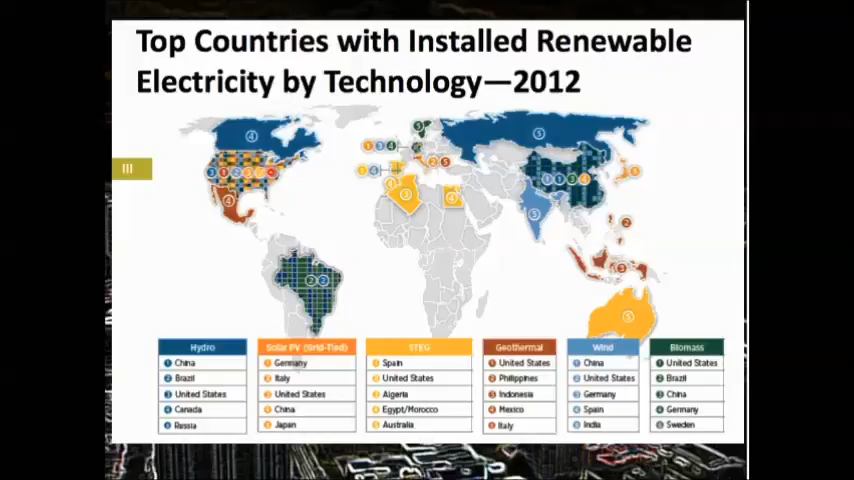 Top Countries with Installed Renewable
Electricity by Technology—2012
III
Hydro
1 China
2 Brazil
3 United States
4 Canada
5 Russia
Solar PV (Grid-Tied)
1 Germany
2 Italy
3 United States
4 China
5 Japan
STEG
1 Spain
2 United States
3 Algeria
4 Egypt/Morocco
5 Australia
Geothermal
1 United States
2 Philippines
3 Indonesia
4 Mexico
5 Italy
Wind
1 China
2 United States
3 Germany
4 Spain
5 India
Biomass
1 United States
2 Brazil
3 China
4 Germany
5 Sweden